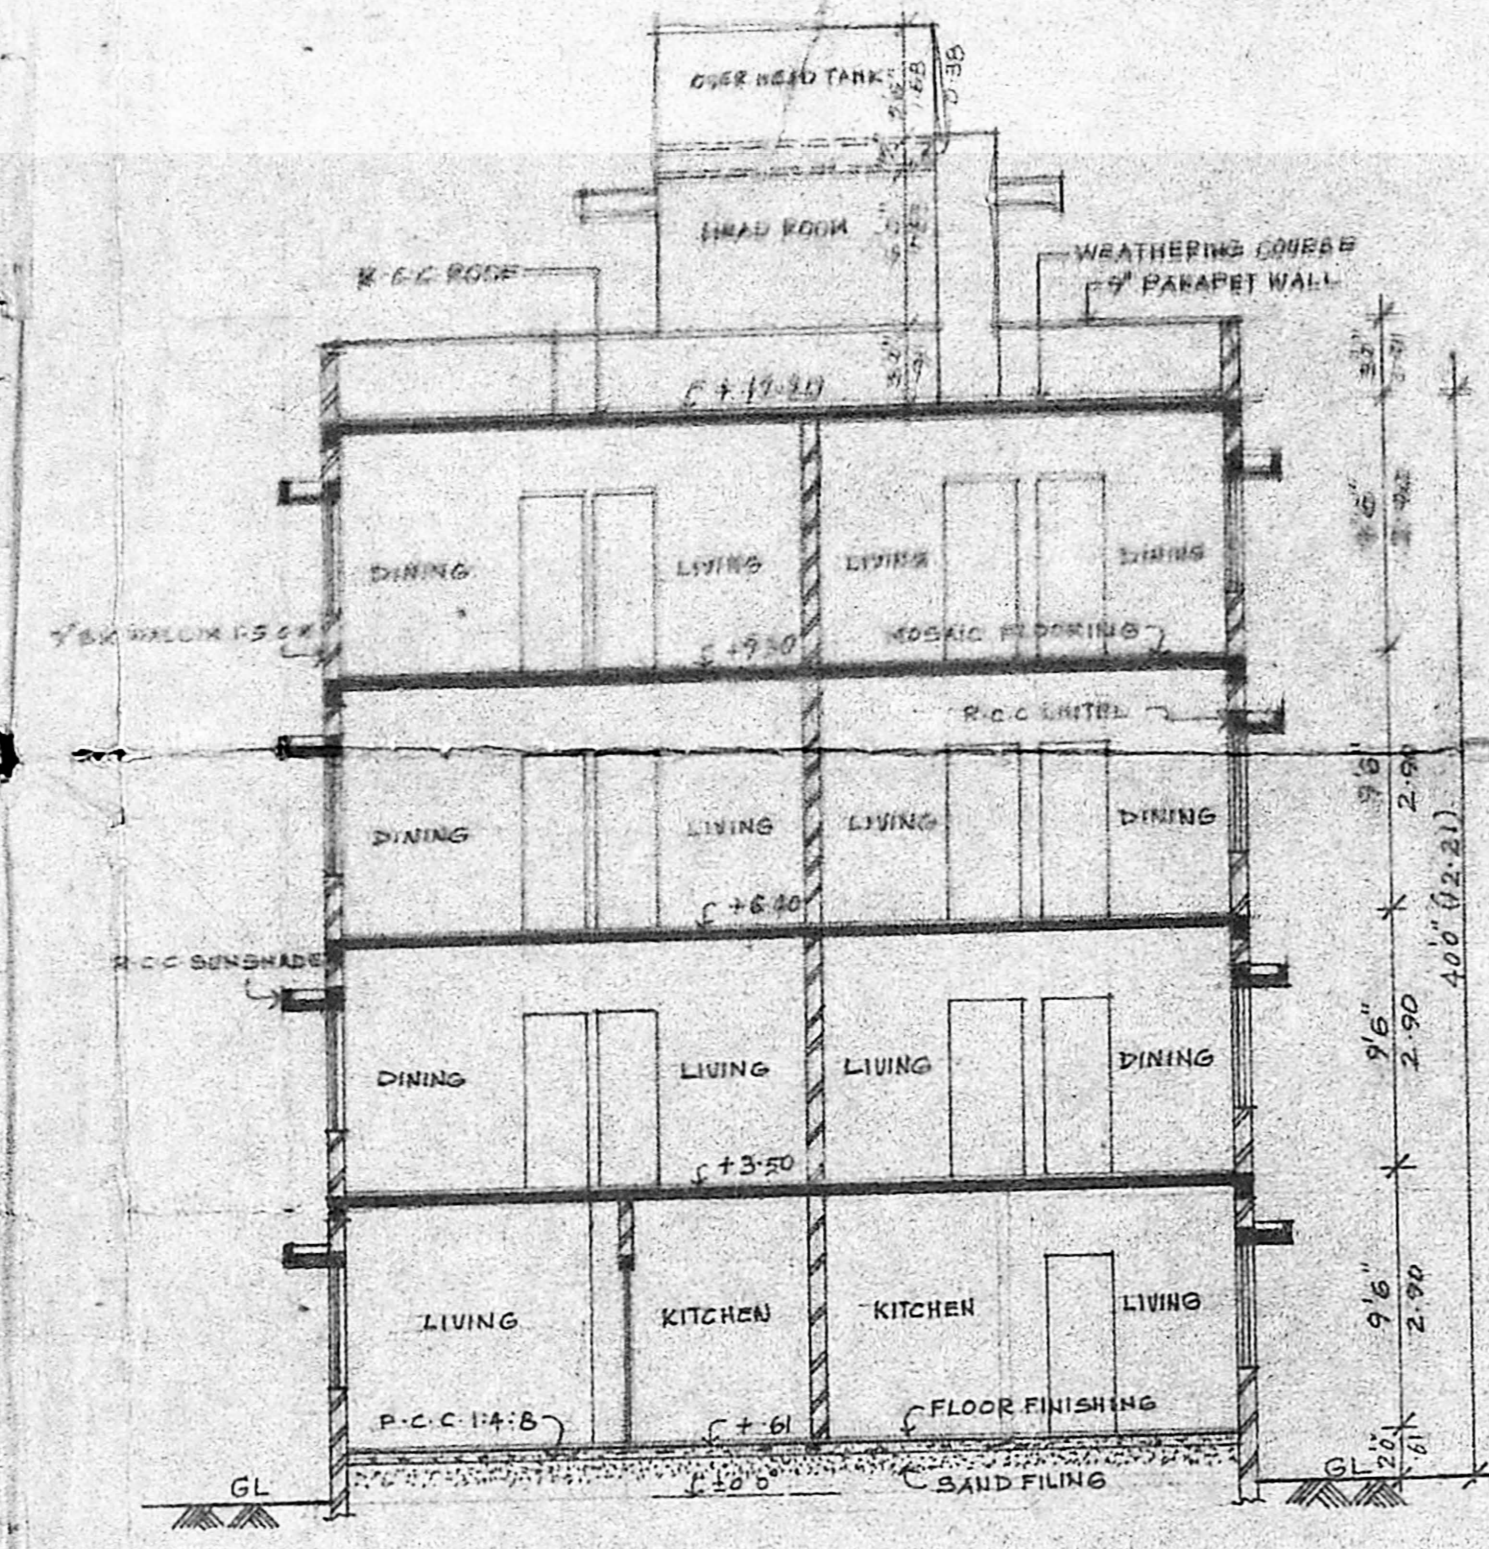 OVER HEAD TANK
HEAD ROOM
WEATHERING COURSE
9" PARAPET WALL
DINING
LIVING
LIVING
DINING
+9.30
MOSAIC FLOORING
R.C.C LINTEL
9'6"
2.90
DINING
LIVING
LIVING
DINING
+6.40
40'0" (12.21)
R.C.C SUNSHADE
9'6"
2.90
DINING
LIVING
LIVING
DINING
+3.50
9'6"
2.90
LIVING
KITCHEN
KITCHEN
LIVING
P.C.C 1:4:8
+.61
FLOOR FINISHING
2'0"
.61
GL
±0'0"
SAND FILING
GL